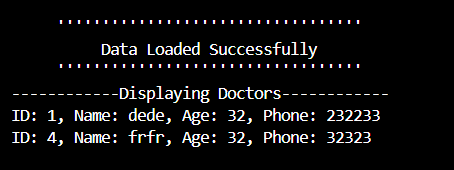 ''''''''''''''''''''''''''''''''''
Data Loaded Successfully
''''''''''''''''''''''''''''''''''
------------Displaying Doctors------------
ID: 1, Name: dede, Age: 32, Phone: 232233
ID: 4, Name: frfr, Age: 32, Phone: 32323